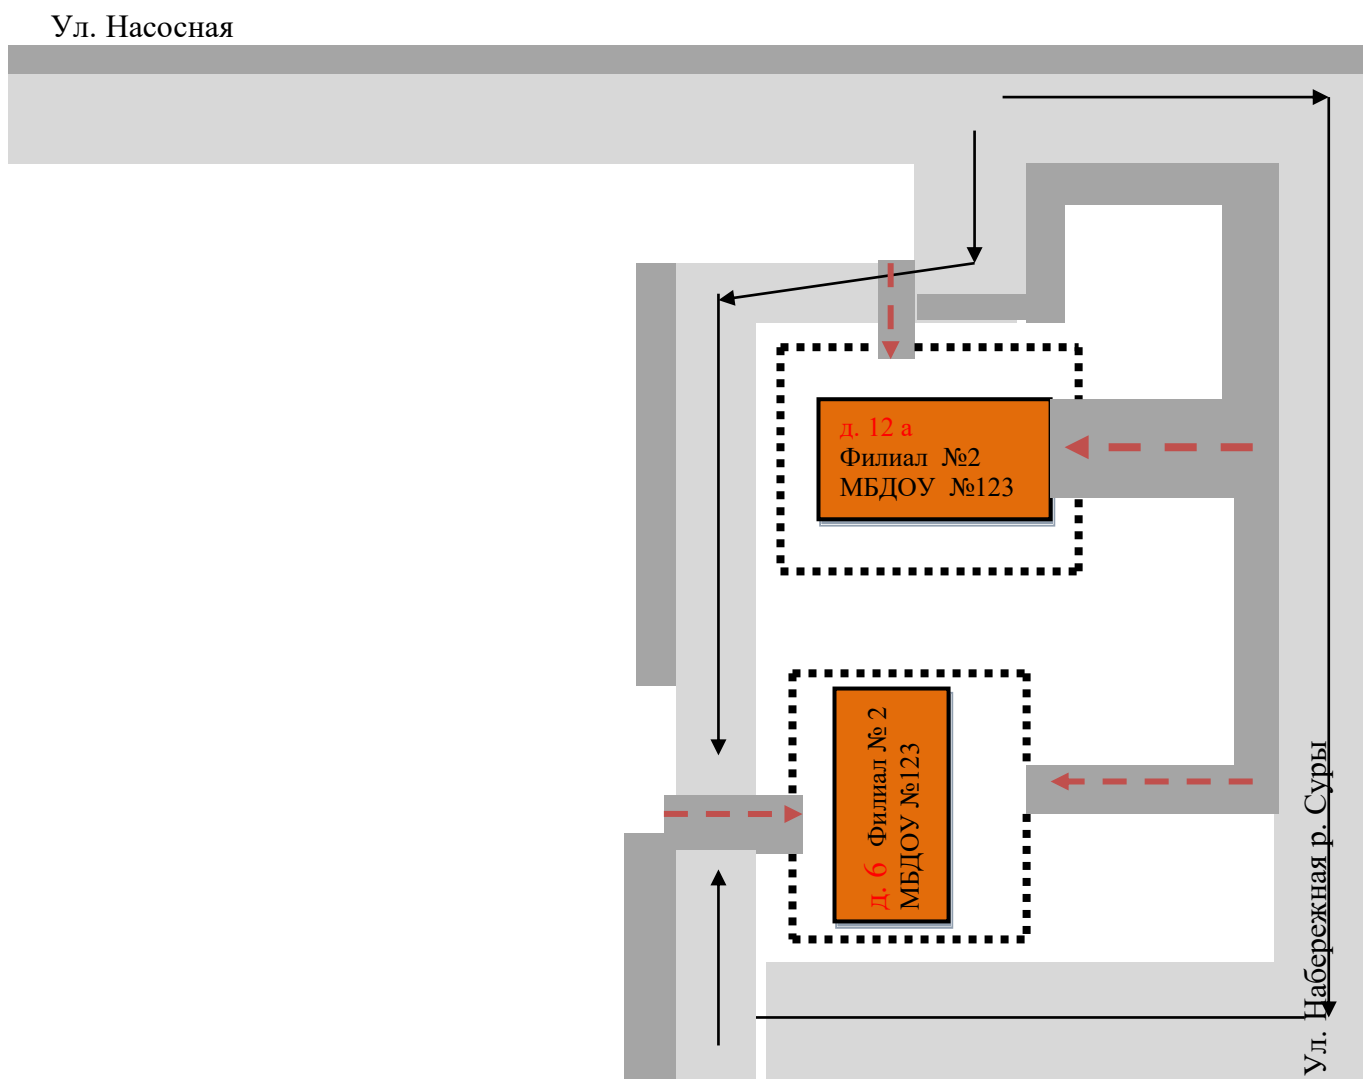 Ул. Насосная
д. 12 а
Филиал №2
МБДОУ №123
д. 6 Филиал № 2
МБДОУ №123
Ул. Набережная р. Суры